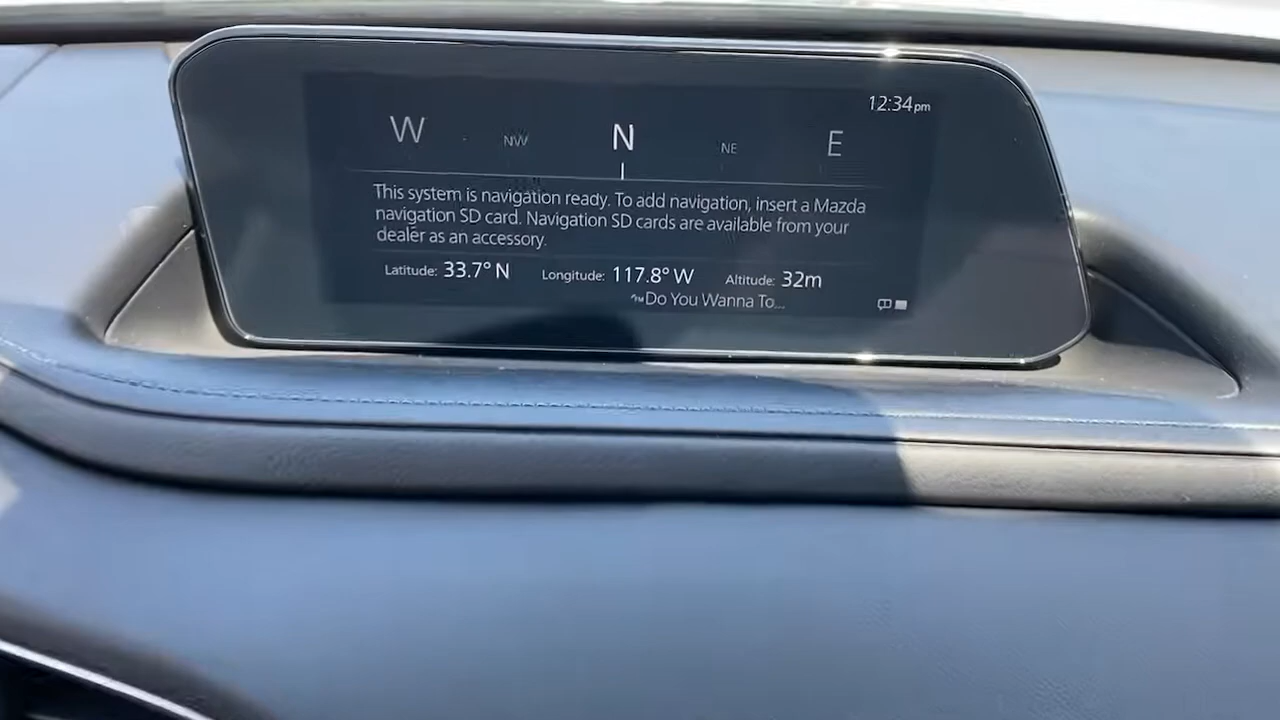 12:34pm
W NW N NE E
This system is navigation ready. To add navigation, insert a Mazda
navigation SD card. Navigation SD cards are available from your
dealer as an accessory.
Latitude: 33.7° N Longitude: 117.8° W Altitude: 32m
Do You Wanna To...